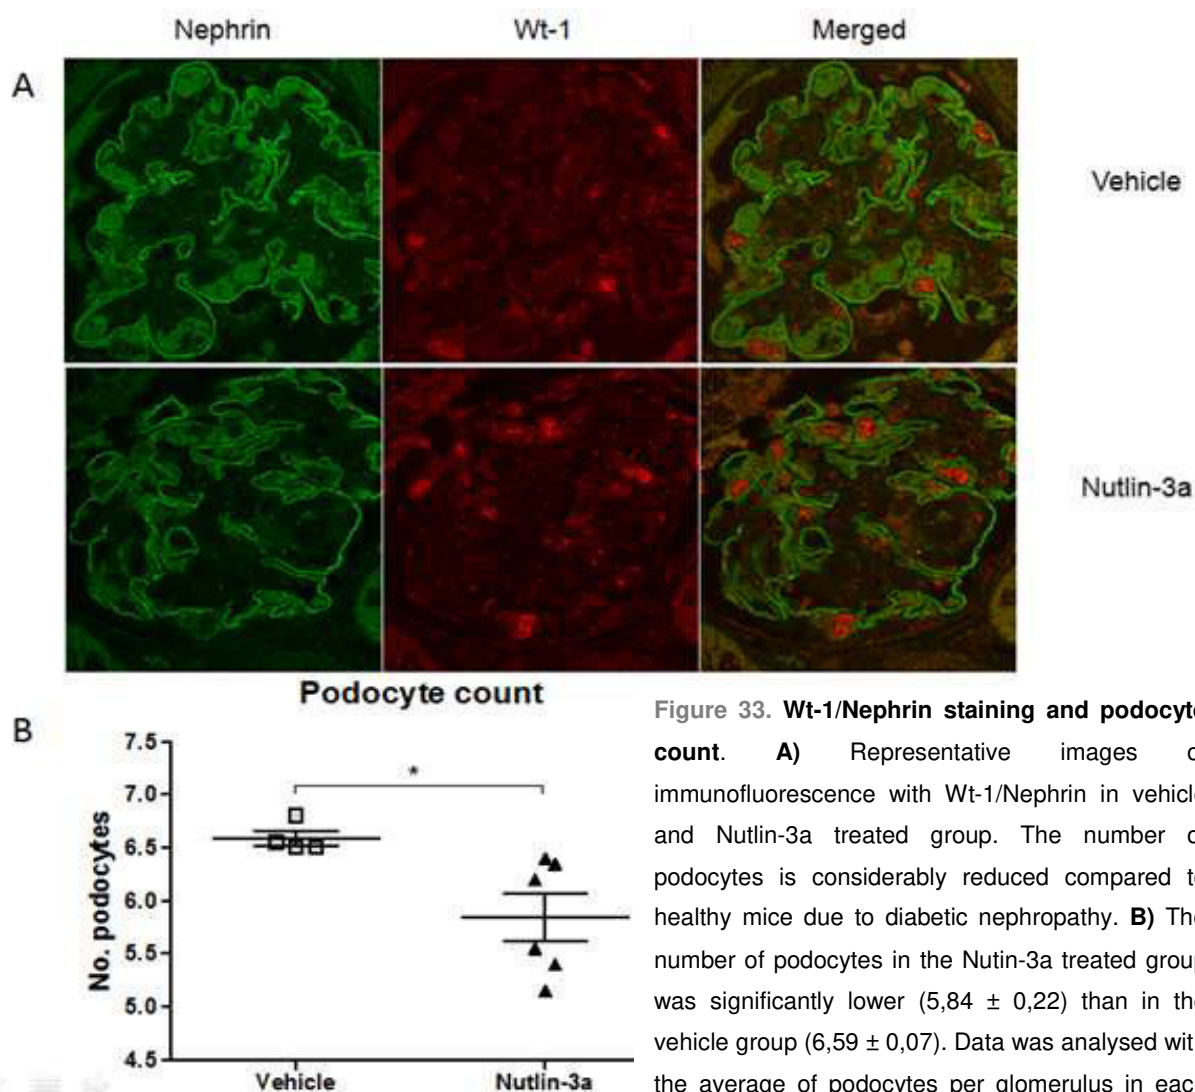 Nephrin Wt-1 Merged
A
Vehicle
Nutlin-3a
Podocyte count
B
7.5
7.0
6.5
6.0
5.5
5.0
4.5
No. podocytes
*
Vehicle Nutlin-3a
Figure 33. Wt-1/Nephrin staining and podocyte
count. A) Representative images
immunofluorescence with Wt-1/Nephrin in vehicle
and Nutlin-3a treated group. The number
podocytes is considerably reduced compared
healthy mice due to diabetic nephropathy. B) The
number of podocytes in the Nutin-3a treated group
was significantly lower (5,84 ± 0,22) than in the
vehicle group (6,59 ± 0,07). Data was analysed
the average of podocytes per glomerulus in each